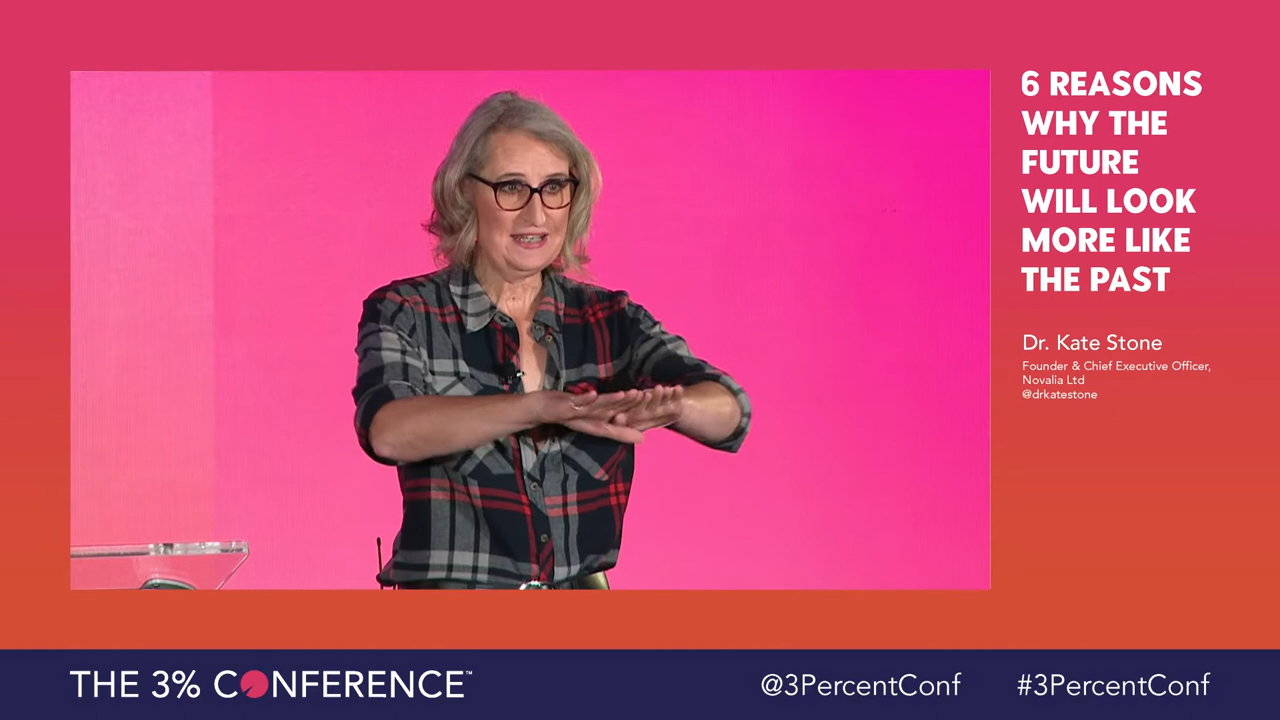 6 REASONS
WHY THE
FUTURE
WILL LOOK
MORE LIKE
THE PAST
Dr. Kate Stone
Founder & Chief Executive Officer,
Novalia Ltd
@drkatestone
THE 3% CONFERENCE™
@3PercentConf
#3PercentConf